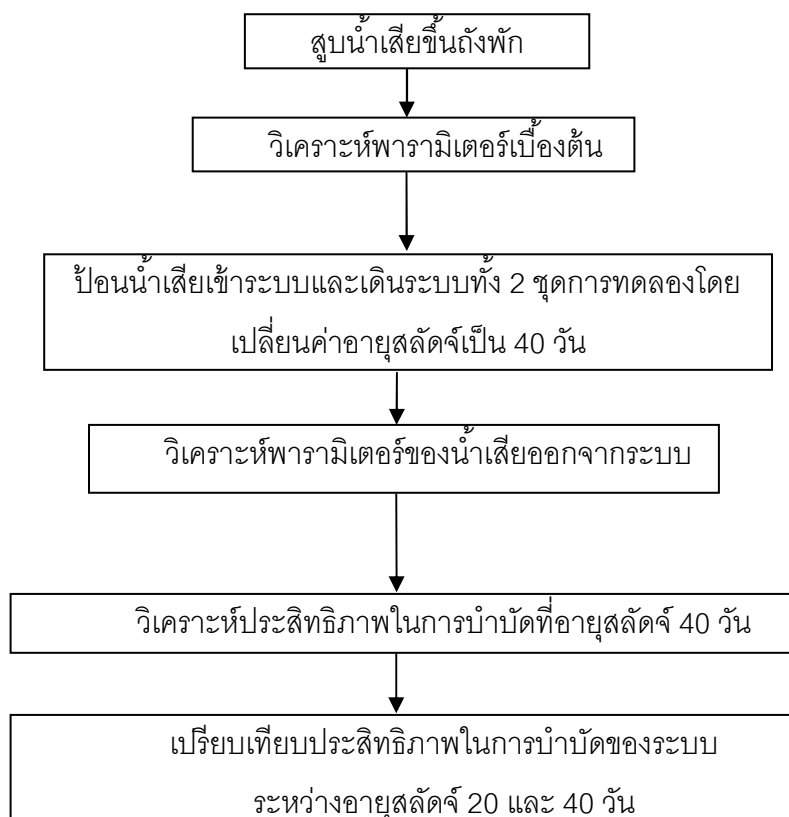 สูบน้ำเสียขึ้นถังพัก
วิเคราะห์พารามิเตอร์เบื้องต้น
ป้อนน้ำเสียเข้าระบบและเดินระบบทั้ง 2 ชุดการทดลองโดย
เปลี่ยนค่าอายุสลัดจ์เป็น 40 วัน
วิเคราะห์พารามิเตอร์ของน้ำเสียออกจากระบบ
วิเคราะห์ประสิทธิภาพในการบำบัดที่อายุสลัดจ์ 40 วัน
เปรียบเทียบประสิทธิภาพในการบำบัดของระบบ
ระหว่างอายุสลัดจ์ 20 และ 40 วัน